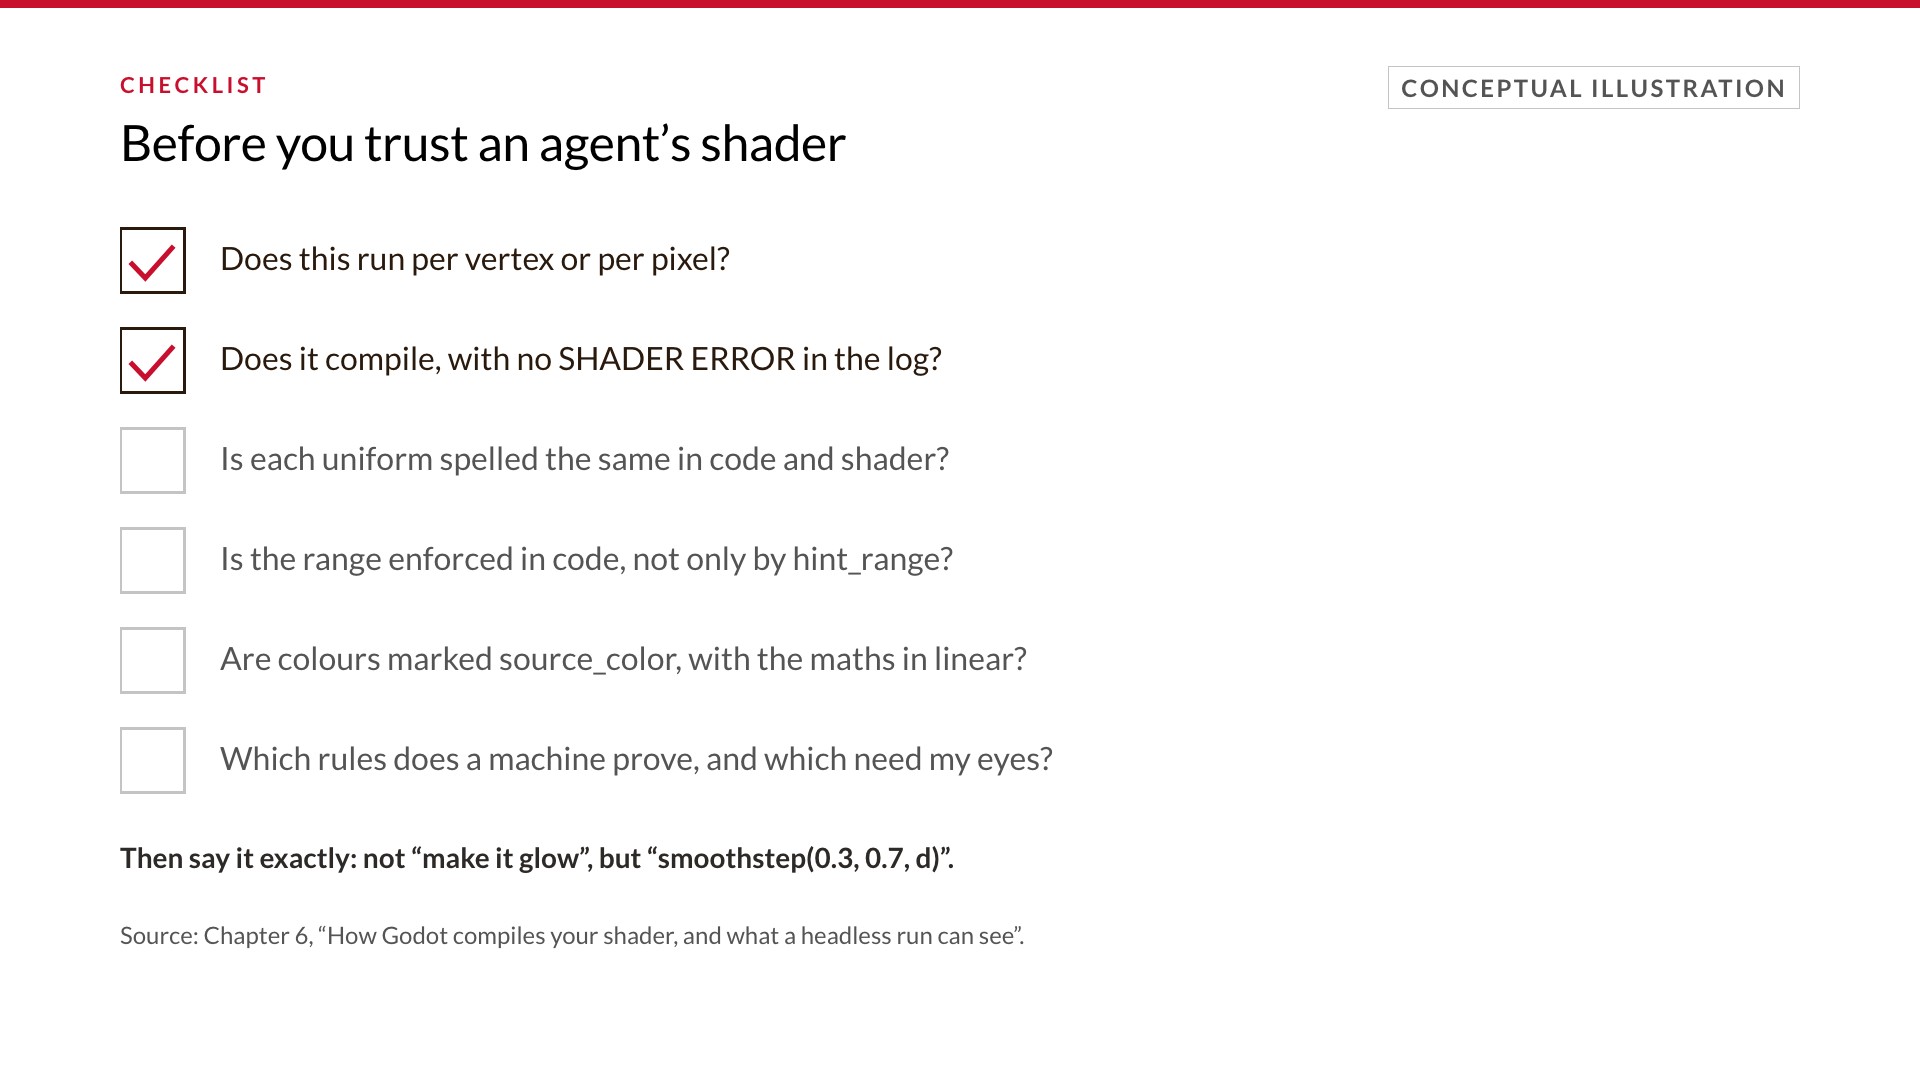 CHECKLIST
CONCEPTUAL ILLUSTRATION
Before you trust an agent’s shader
Does this run per vertex or per pixel?
Does it compile, with no SHADER ERROR in the log?
Is each uniform spelled the same in code and shader?
Is the range enforced in code, not only by hint_range?
Are colours marked source_color, with the maths in linear?
Which rules does a machine prove, and which need my eyes?
Then say it exactly: not “make it glow”, but “smoothstep(0.3, 0.7, d)”.
Source: Chapter 6, “How Godot compiles your shader, and what a headless run can see”.